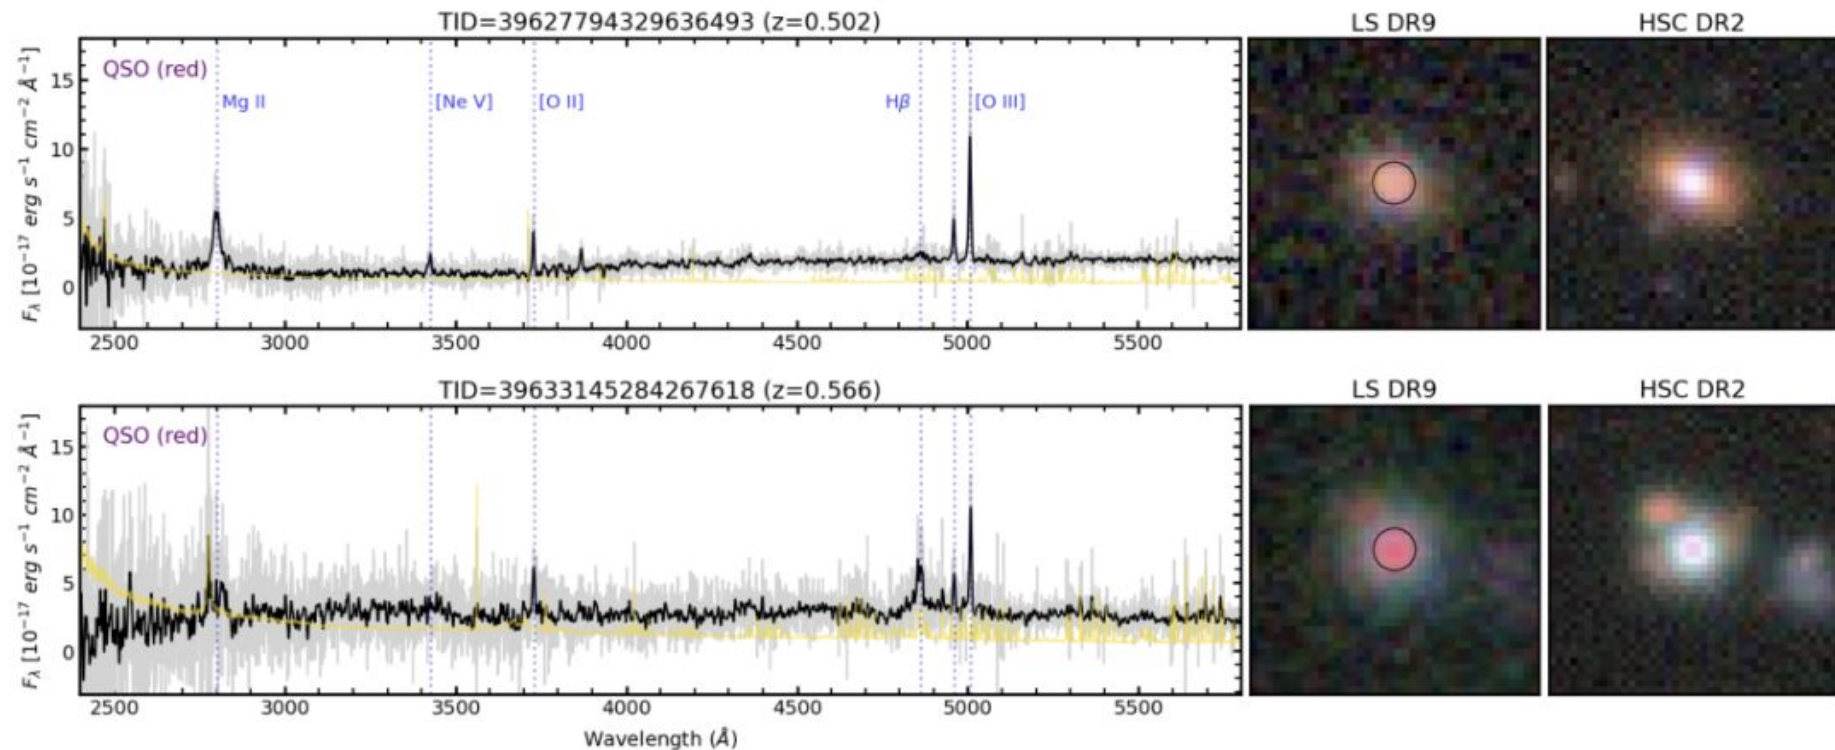 TID=39627794329636493 (z=0.502)
LS DR9
HSC DR2
QSO (red)
Mg II
[Ne V]
[O II]
Hβ
[O III]
15
10
5
0
F_λ [10⁻¹⁷ erg s⁻¹ cm⁻² Å⁻¹]
2500 3000 3500 4000 4500 5000 5500
TID=39633145284267618 (z=0.566)
LS DR9
HSC DR2
QSO (red)
15
10
5
0
F_λ [10⁻¹⁷ erg s⁻¹ cm⁻² Å⁻¹]
2500 3000 3500 4000 4500 5000 5500
Wavelength (Å)